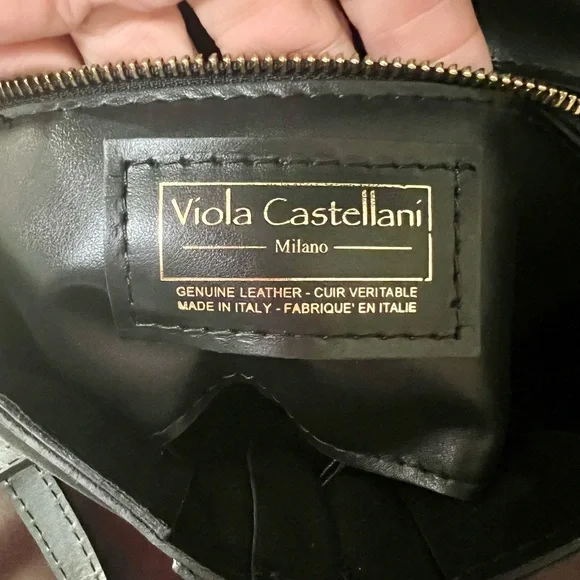 Viola Castellani
Milano
GENUINE LEATHER - CUIR VERITABLE
MADE IN ITALY - FABRIQUE' EN ITALIE